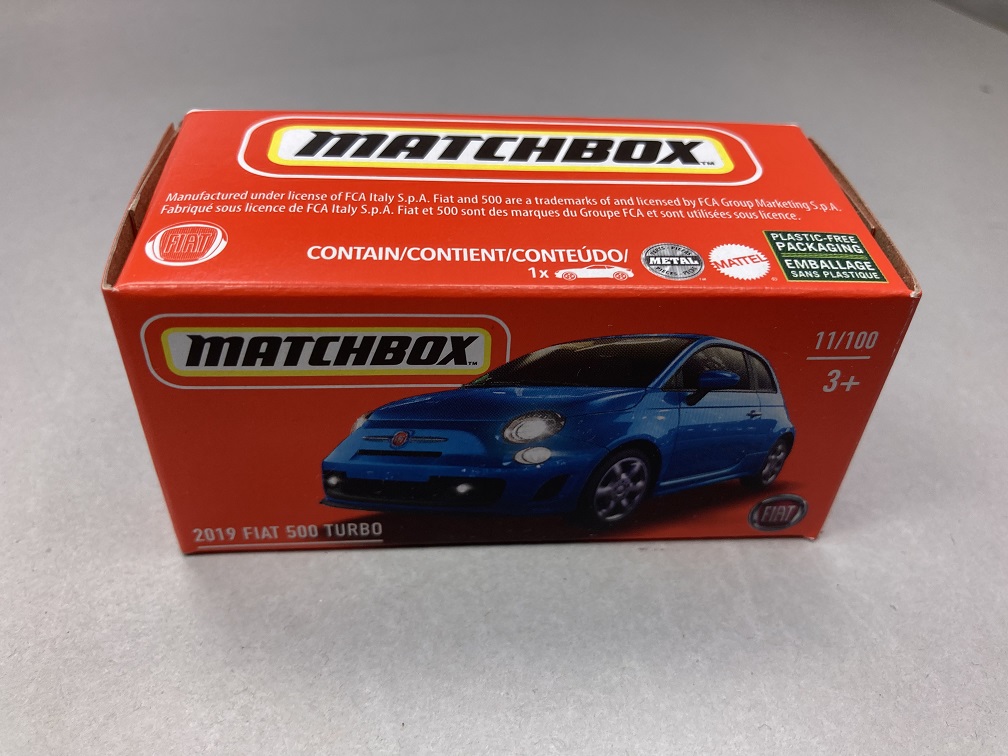 MATCHBOX™
Manufactured under license of FCA Italy S.p.A. Fiat and 500 are a trademarks of and licensed by FCA Group Marketing S.p.A.
Fabriqué sous licence de FCA Italy S.p.A. Fiat et 500 sont des marques du Groupe FCA et sont utilisées sous licence.
FIAT
CONTAIN/CONTIENT/CONTEÚDO/
1x
METAL
MATTEL
PLASTIC-FREE
PACKAGING
EMBALLAGE
SANS PLASTIQUE
MATCHBOX™
11/100
3+
2019 FIAT 500 TURBO
FIAT